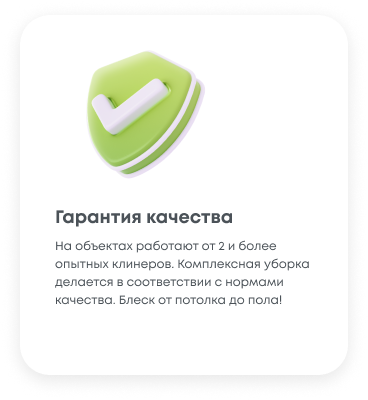 Гарантия качества
На объектах работают от 2 и более
опытных клинеров. Комплексная уборка
делается в соответствии с нормами
качества. Блеск от потолка до пола!